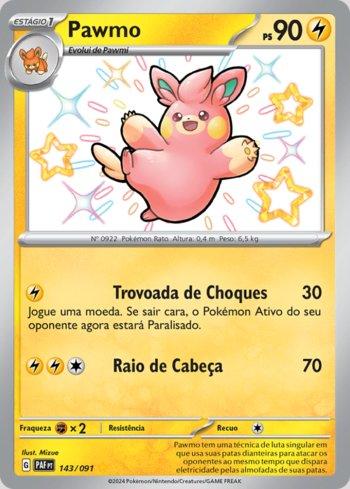 ESTÁGIO 1
Pawmo
PS 90
Evolui de Pawmi
Nº 0922 Pokémon Rato Altura: 0,4 m Peso: 6,5 kg
Trovoada de Choques 30
Jogue uma moeda. Se sair cara, o Pokémon Ativo do seu
oponente agora estará Paralisado.
Raio de Cabeça 70
Fraqueza ×2 Resistência Recuo
Ilust. Mizue
G PAF PT 143/091
Pawmo tem uma técnica de luta singular em
que usa suas patas dianteiras para atacar os
oponentes ao mesmo tempo que dispara
eletricidade pelas almofadas de suas patas.
©2024 Pokémon/Nintendo/Creatures/GAME FREAK